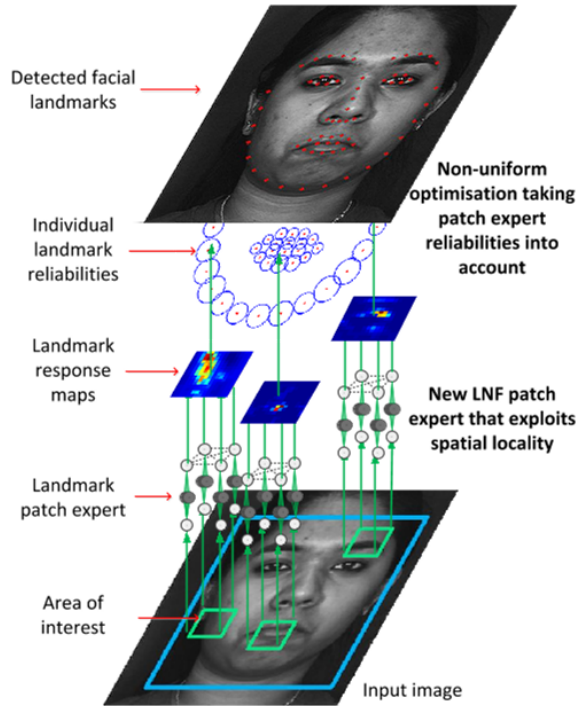 Detected facial
landmarks
Non-uniform
optimisation taking
patch expert
reliabilities into
account
Individual
landmark
reliabilities
Landmark
response
maps
New LNF patch
expert that exploits
spatial locality
Landmark
patch expert
Area of
interest
Input image